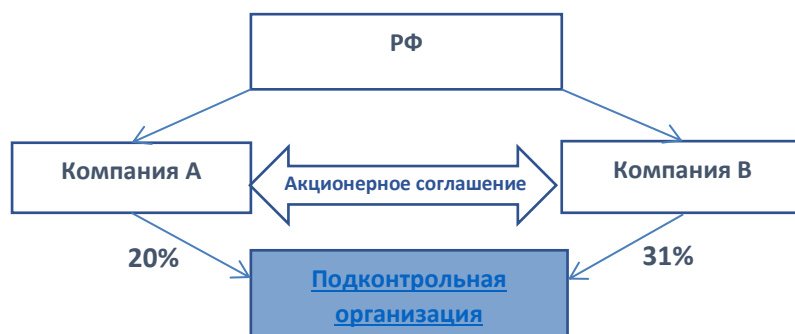 РФ
Компания А
Акционерное соглашение
Компания В
20%
31%
Подконтрольная
организация